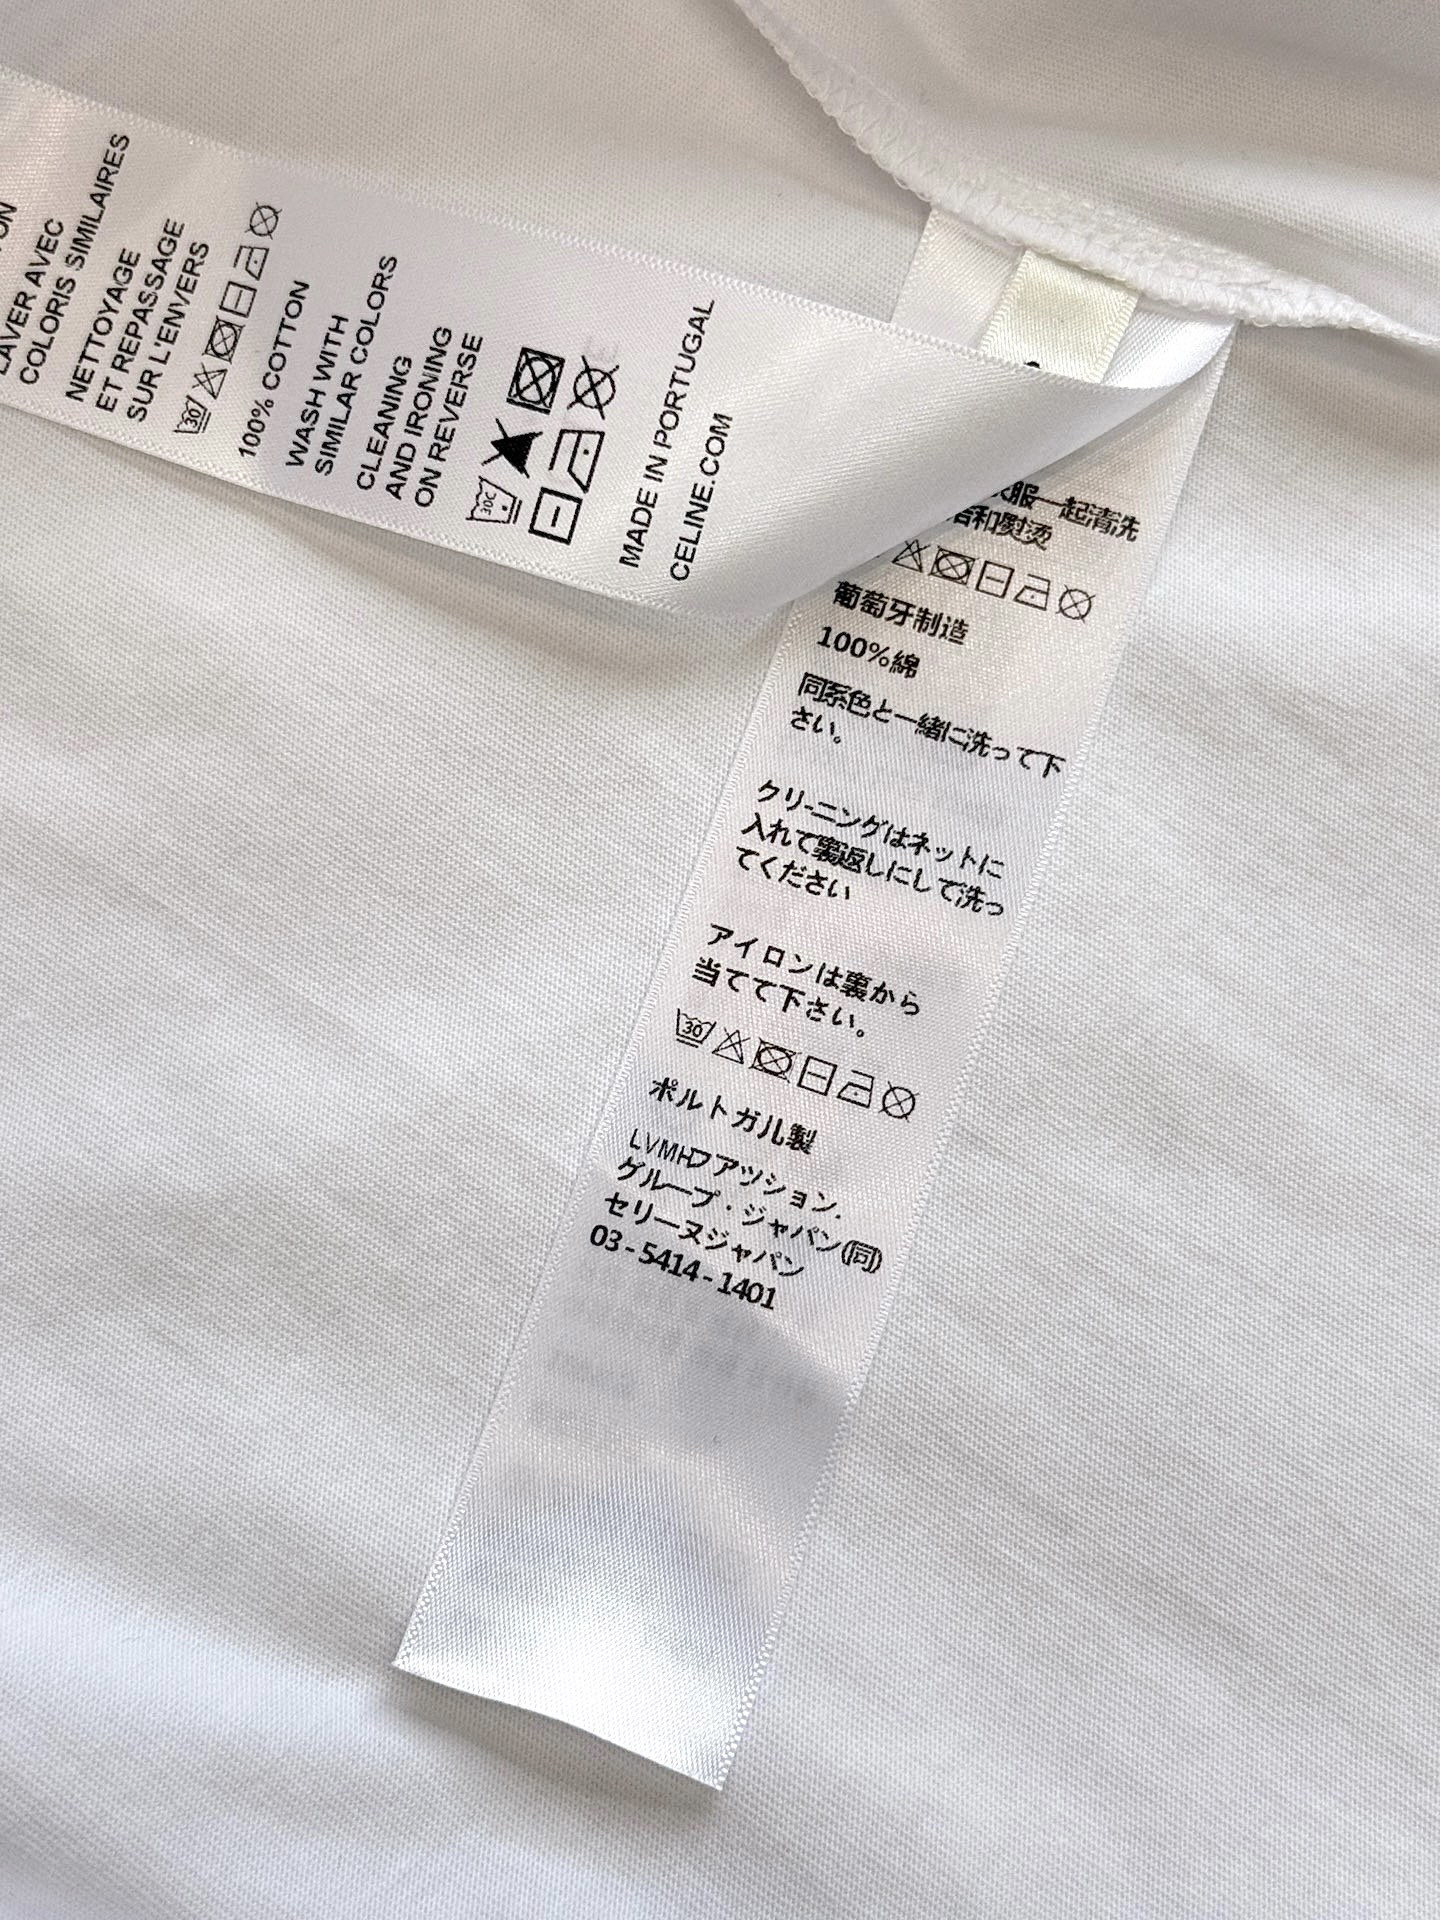 LAVER AVEC
COLORIS SIMILAIRES
NETTOYAGE
ET REPASSAGE
SUR L'ENVERS
30
100% COTTON
WASH WITH
SIMILAR COLORS
CLEANING
AND IRONING
ON REVERSE
30C
MADE IN PORTUGAL
CELINE.COM
服一起清洗
和熨烫
葡萄牙制造
100%綿
同系色と一緒に洗って下
さい。
クリーニングはネットに
入れて裏返しにして洗っ
てください
アイロンは裏から
当てて下さい。
30
ポルトガル製
LVMHファッション.
グループ・ジャパン(同)
セリーヌジャパン
03-5414-1401